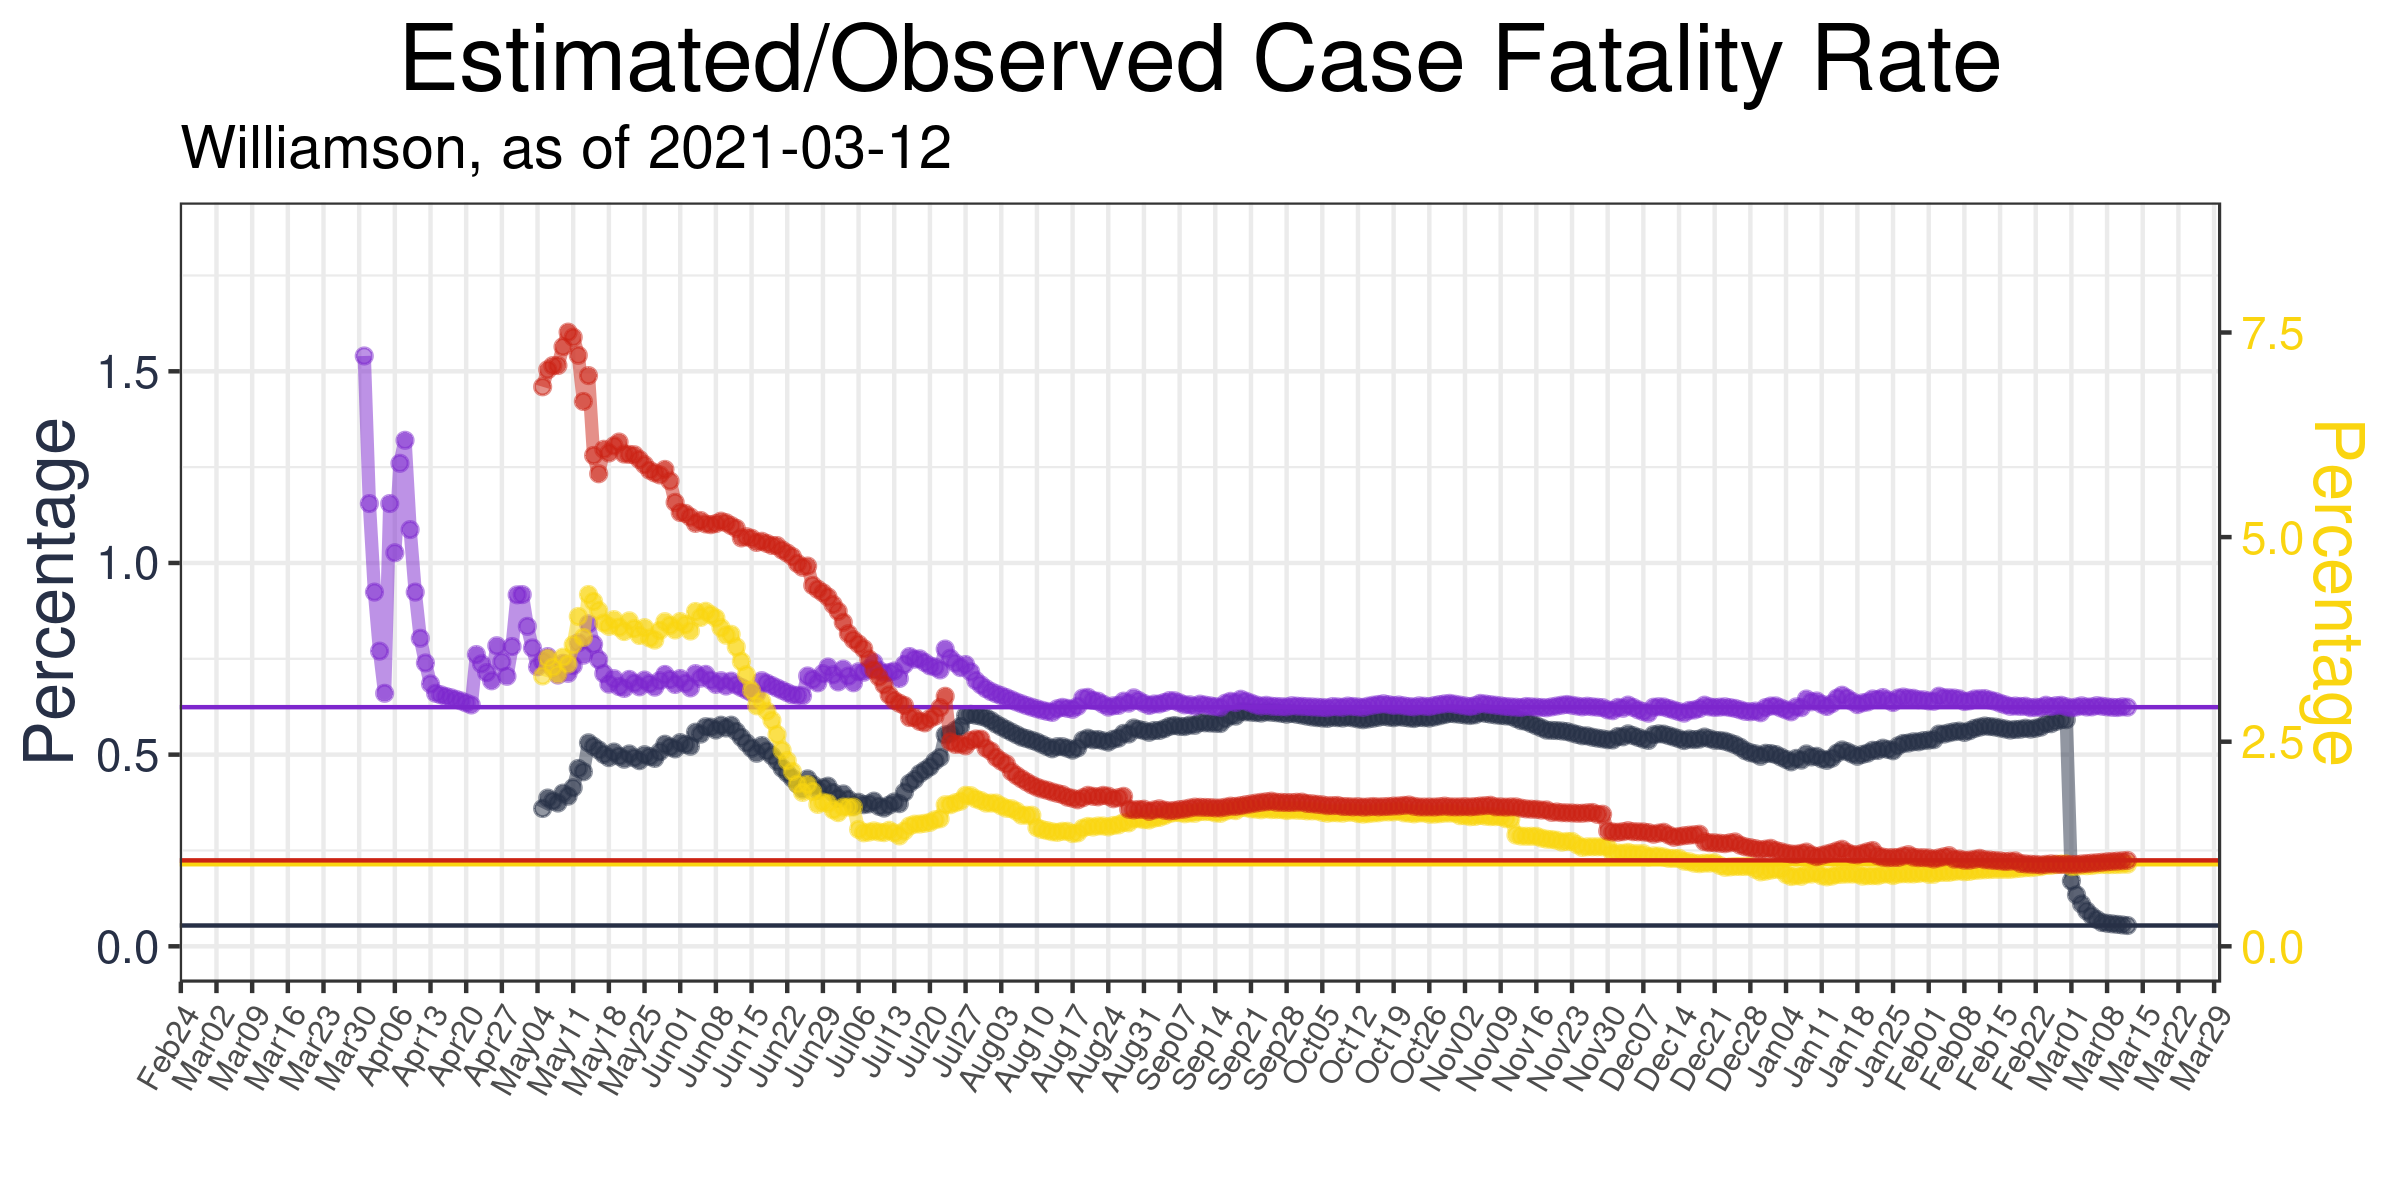 Estimated/Observed Case Fatality Rate
Williamson, as of 2021-03-12
Percentage
1.5
1.0
0.5
0.0
7.5
5.0
2.5
0.0
Percentage
Feb24
Mar02
Mar09
Mar16
Mar23
Mar30
Apr06
Apr13
Apr20
Apr27
May04
May11
May18
May25
Jun01
Jun08
Jun15
Jun22
Jun29
Jul06
Jul13
Jul20
Jul27
Aug03
Aug10
Aug17
Aug24
Aug31
Sep07
Sep14
Sep21
Sep28
Oct05
Oct12
Oct19
Oct26
Nov02
Nov09
Nov16
Nov23
Nov30
Dec07
Dec14
Dec21
Dec28
Jan04
Jan11
Jan18
Jan25
Feb01
Feb08
Feb15
Feb22
Mar01
Mar08
Mar15
Mar22
Mar29